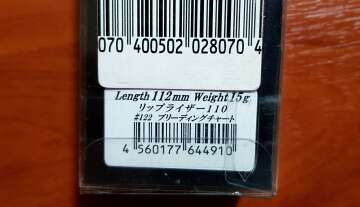 070 400502 028070 4
Length 112mm Weight 15g
リップライザー110
#122 ブリーディングチャート
4 560177 644910